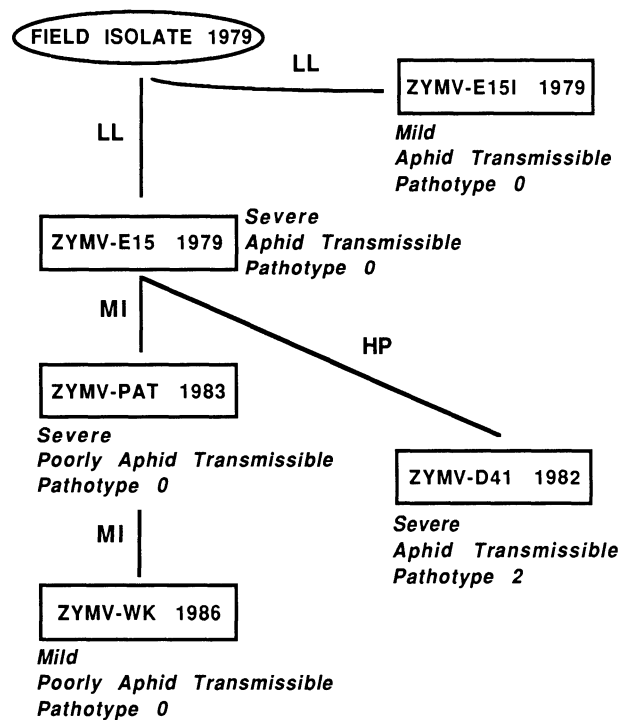 FIELD ISOLATE 1979
LL
ZYMV-E15I 1979
Mild
Aphid Transmissible
Pathotype 0
LL
ZYMV-E15 1979
Severe
Aphid Transmissible
Pathotype 0
MI
HP
ZYMV-PAT 1983
Severe
Poorly Aphid Transmissible
Pathotype 0
ZYMV-D41 1982
Severe
Aphid Transmissible
Pathotype 2
MI
ZYMV-WK 1986
Mild
Poorly Aphid Transmissible
Pathotype 0